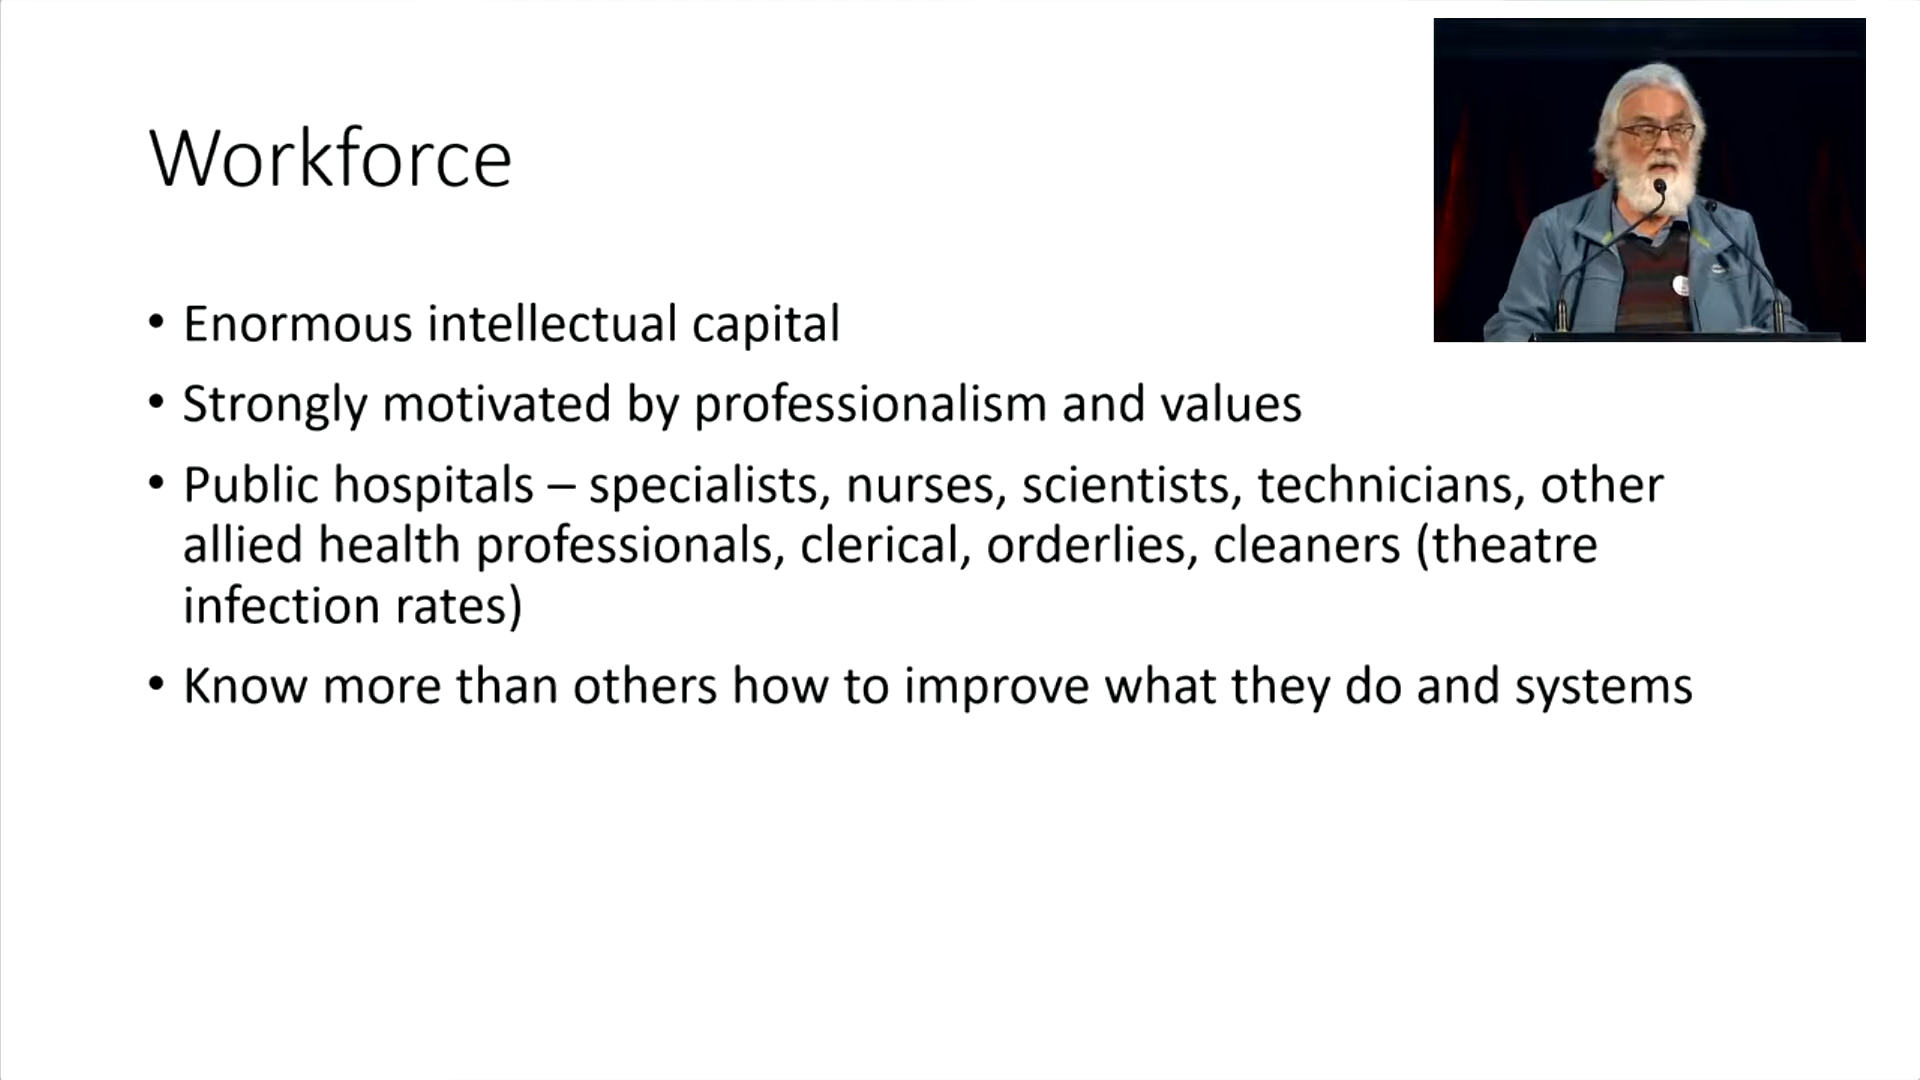 Workforce
• Enormous intellectual capital
• Strongly motivated by professionalism and values
• Public hospitals – specialists, nurses, scientists, technicians, other
allied health professionals, clerical, orderlies, cleaners (theatre
infection rates)
• Know more than others how to improve what they do and systems